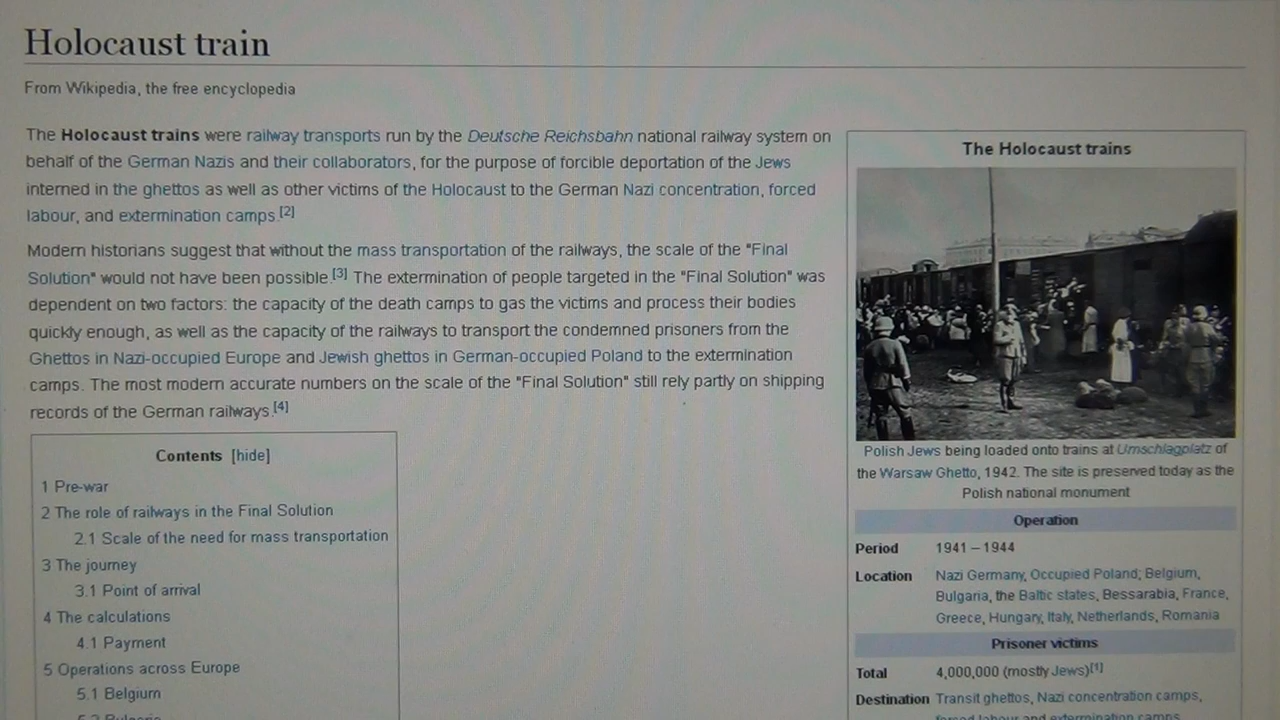 Holocaust train
From Wikipedia, the free encyclopedia
The Holocaust trains were railway transports run by the Deutsche Reichsbahn national railway system on
behalf of the German Nazis and their collaborators, for the purpose of forcible deportation of the Jews
interned in the ghettos as well as other victims of the Holocaust to the German Nazi concentration, forced
labour, and extermination camps.[2]
Modern historians suggest that without the mass transportation of the railways, the scale of the "Final
Solution" would not have been possible.[3] The extermination of people targeted in the "Final Solution" was
dependent on two factors: the capacity of the death camps to gas the victims and process their bodies
quickly enough, as well as the capacity of the railways to transport the condemned prisoners from the
Ghettos in Nazi-occupied Europe and Jewish ghettos in German-occupied Poland to the extermination
camps. The most modern accurate numbers on the scale of the "Final Solution" still rely partly on shipping
records of the German railways.[4]
Contents [hide]
1 Pre-war
2 The role of railways in the Final Solution
2.1 Scale of the need for mass transportation
3 The journey
3.1 Point of arrival
4 The calculations
4.1 Payment
5 Operations across Europe
5.1 Belgium
5.2 Bulgaria
The Holocaust trains
Polish Jews being loaded onto trains at Umschlagplatz of
the Warsaw Ghetto, 1942. The site is preserved today as the
Polish national monument
Operation
Period 1941 – 1944
Location Nazi Germany, Occupied Poland; Belgium,
Bulgaria, the Baltic states, Bessarabia, France,
Greece, Hungary, Italy, Netherlands, Romania
Prisoner victims
Total 4,000,000 (mostly Jews)[1]
Destination Transit ghettos, Nazi concentration camps,
forced labour and extermination camps